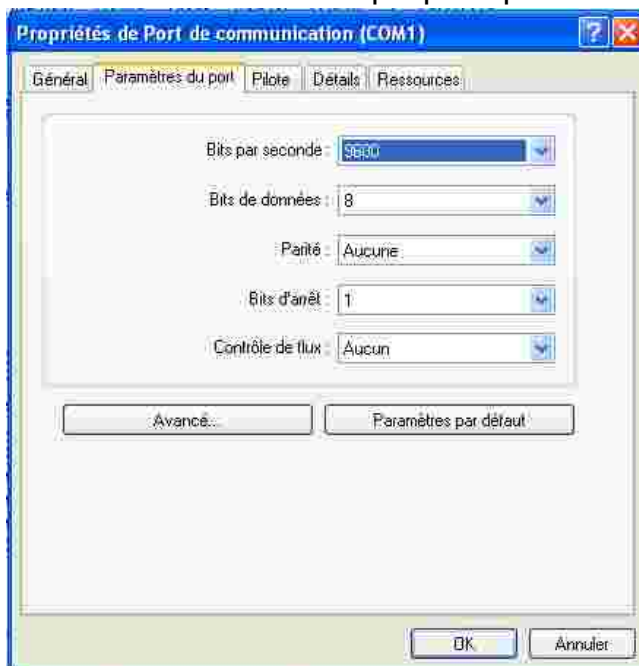 Propriétés de Port de communication (COM1)
Général Paramètres du port Pilote Détails Ressources
Bits par seconde : 9600
Bits de données : 8
Parité : Aucune
Bits d'arrêt : 1
Contrôle de flux : Aucun
Avancé... Paramètres par défaut
OK Annuler